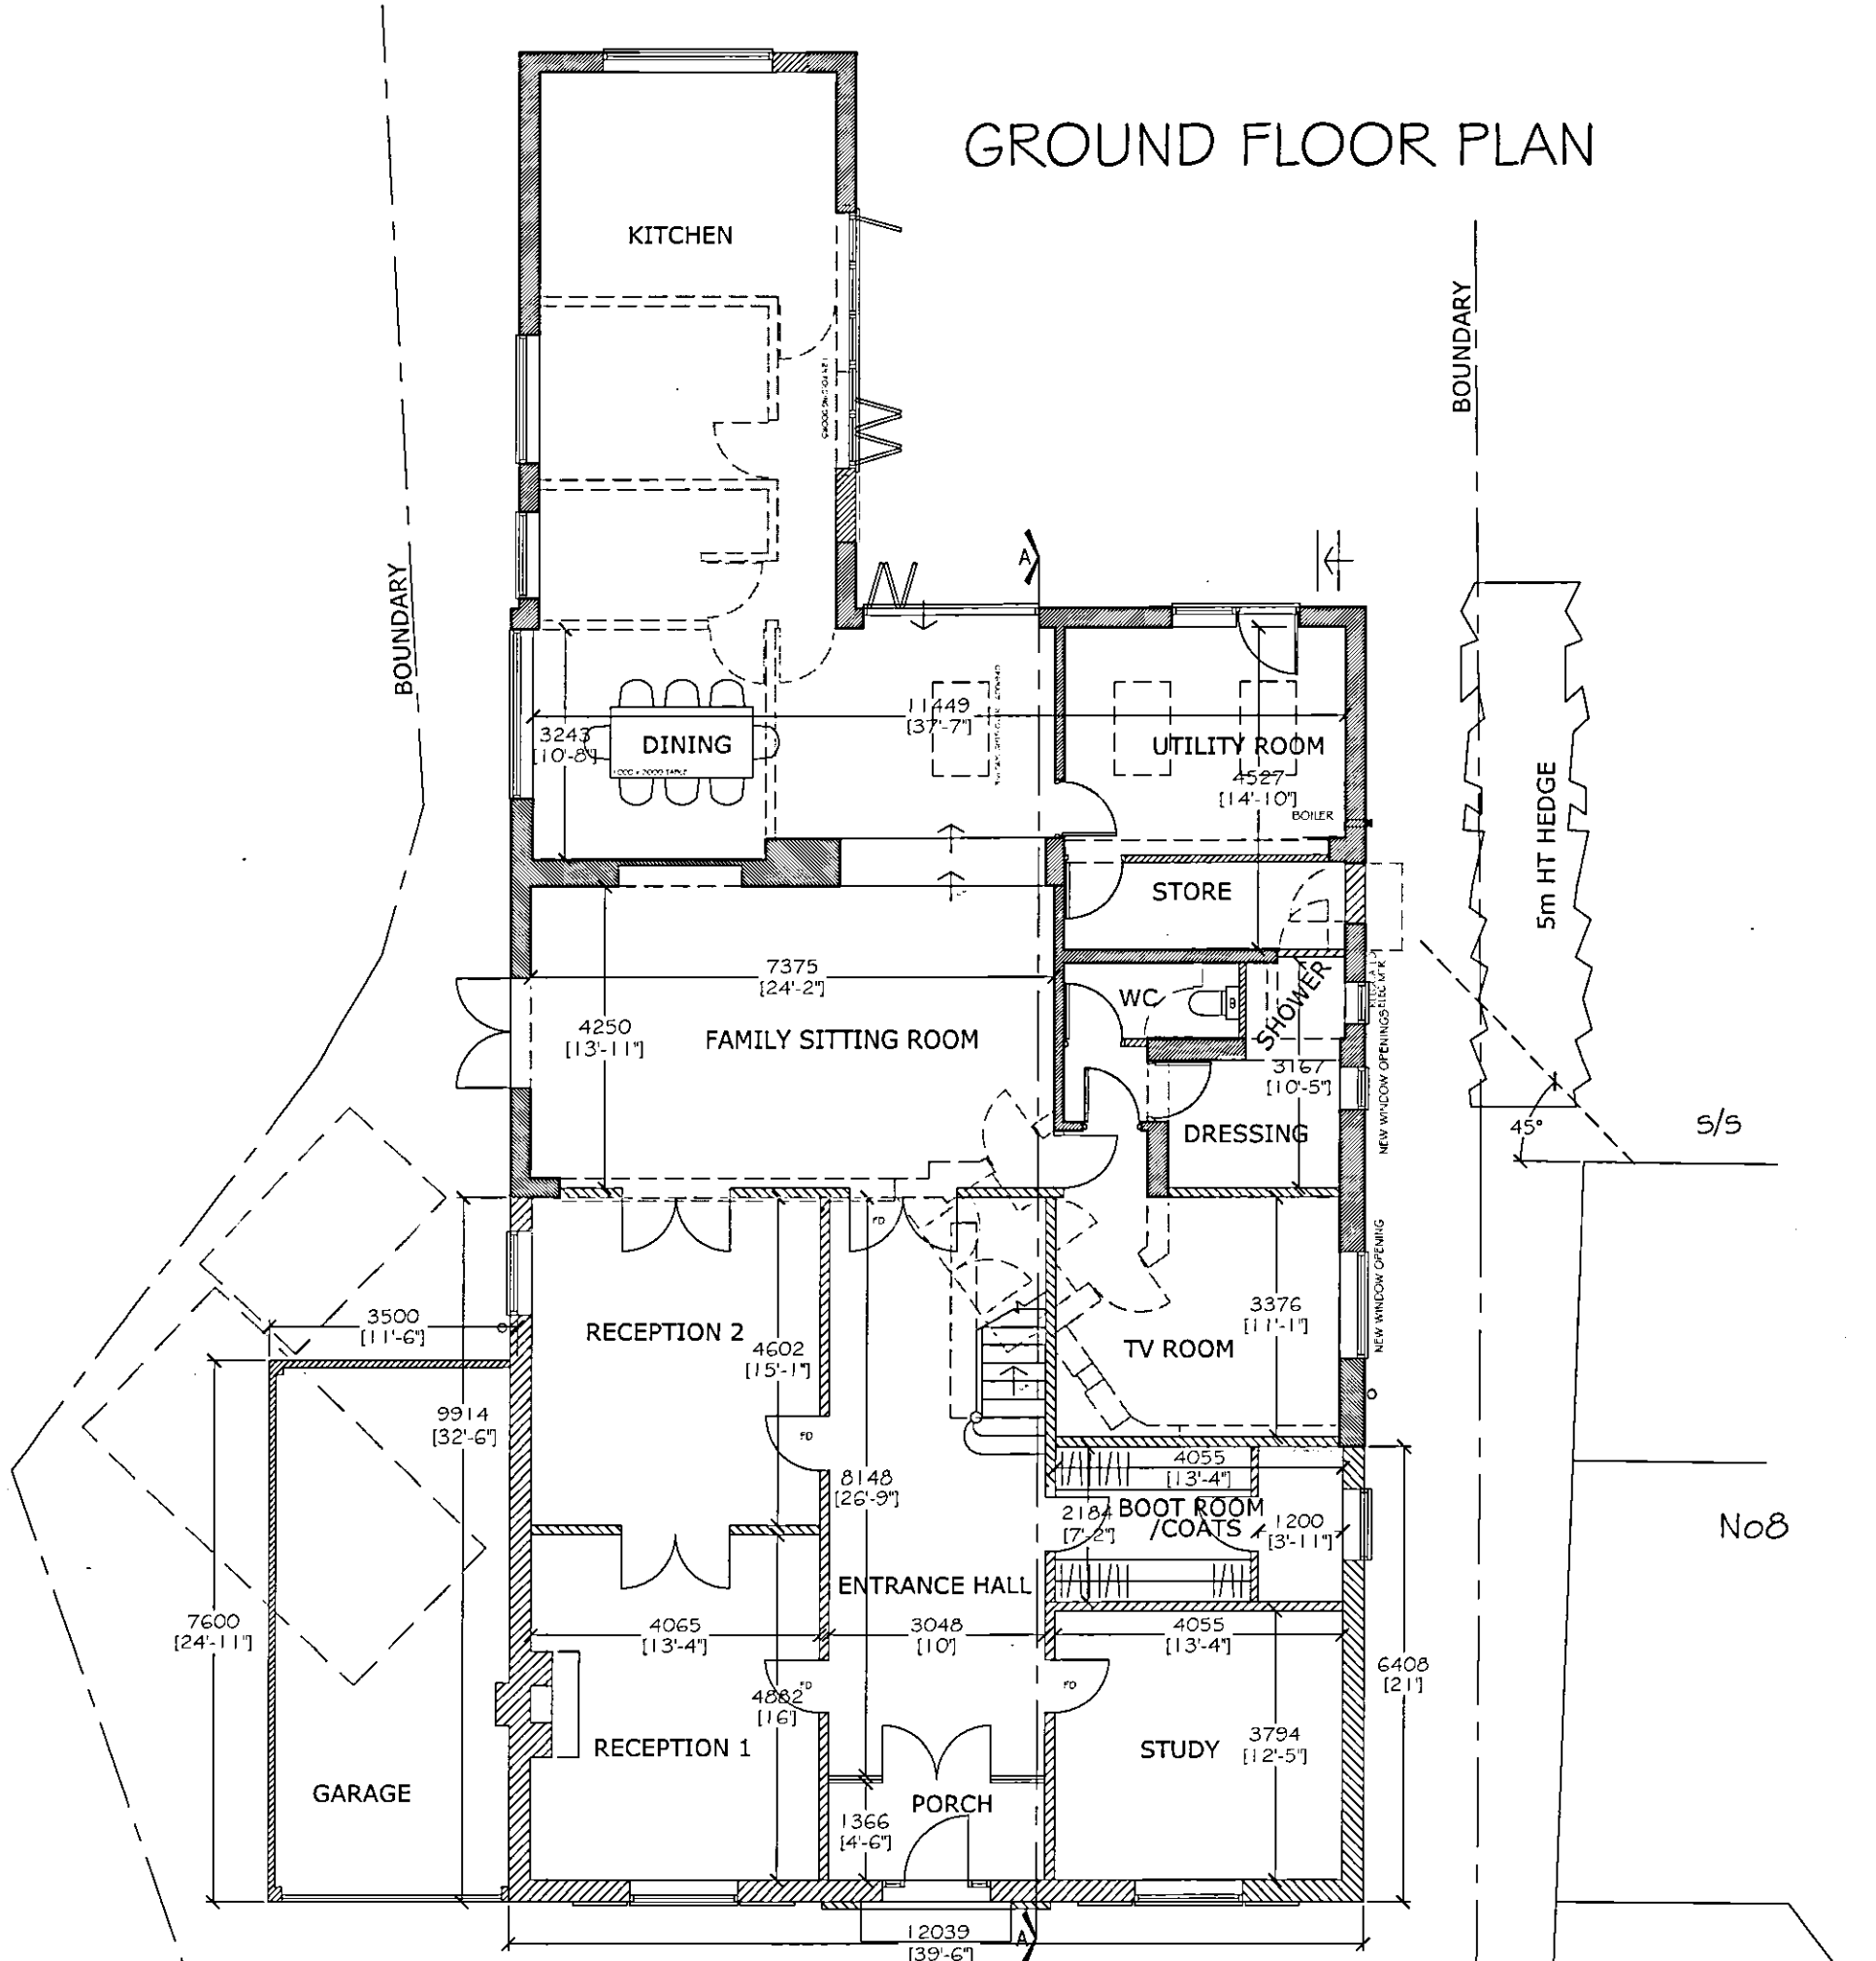 GROUND FLOOR PLAN
KITCHEN
BOUNDARY
BOUNDARY
A
11449
[37'-7"]
3243
[10'-8"]
DINING
UTILITY ROOM
4527
[14'-10"]
BOILER
5m HT HEDGE
STORE
7375
[24'-2"]
WC
SHOWER
4250
[13'-11"]
FAMILY SITTING ROOM
3167
[10'-5"]
NEW WINDOW OPENINGS
DRESSING
45°
S/S
FD
NEW WINDOW OPENING
3500
[11'-6"]
RECEPTION 2
4602
[15'-1"]
3376
[11'-1"]
TV ROOM
9914
[32'-6"]
FD
8148
[26'-9"]
4055
[13'-4"]
2184
[7'-2"]
BOOT ROOM
/COATS
1200
[3'-11"]
No8
ENTRANCE HALL
7600
[24'-11"]
4065
[13'-4"]
3048
[10']
4055
[13'-4"]
6408
[21']
FD
FD
4882
[16']
RECEPTION 1
STUDY
3794
[12'-5"]
GARAGE
PORCH
1366
[4'-6"]
12039
[39'-6"]
A